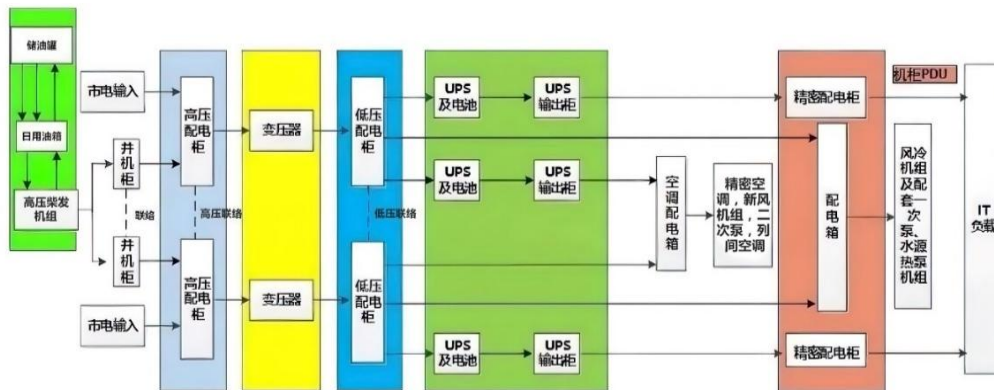 储油罐
日用油箱
高压柴发
机组
市电输入
井机柜
联络
井机柜
市电输入
高压配电柜
高压联络
高压配电柜
变压器
变压器
低压配电柜
低压联络
低压配电柜
UPS
及电池
UPS
输出柜
UPS
及电池
UPS
输出柜
UPS
及电池
UPS
输出柜
空调配电箱
精密空
调，新风
机组，二
次泵，列
间空调
精密配电柜
配电箱
精密配电柜
机柜PDU
风冷
机组
及配
套一
次
泵、
水源
热泵
机组
IT
负载